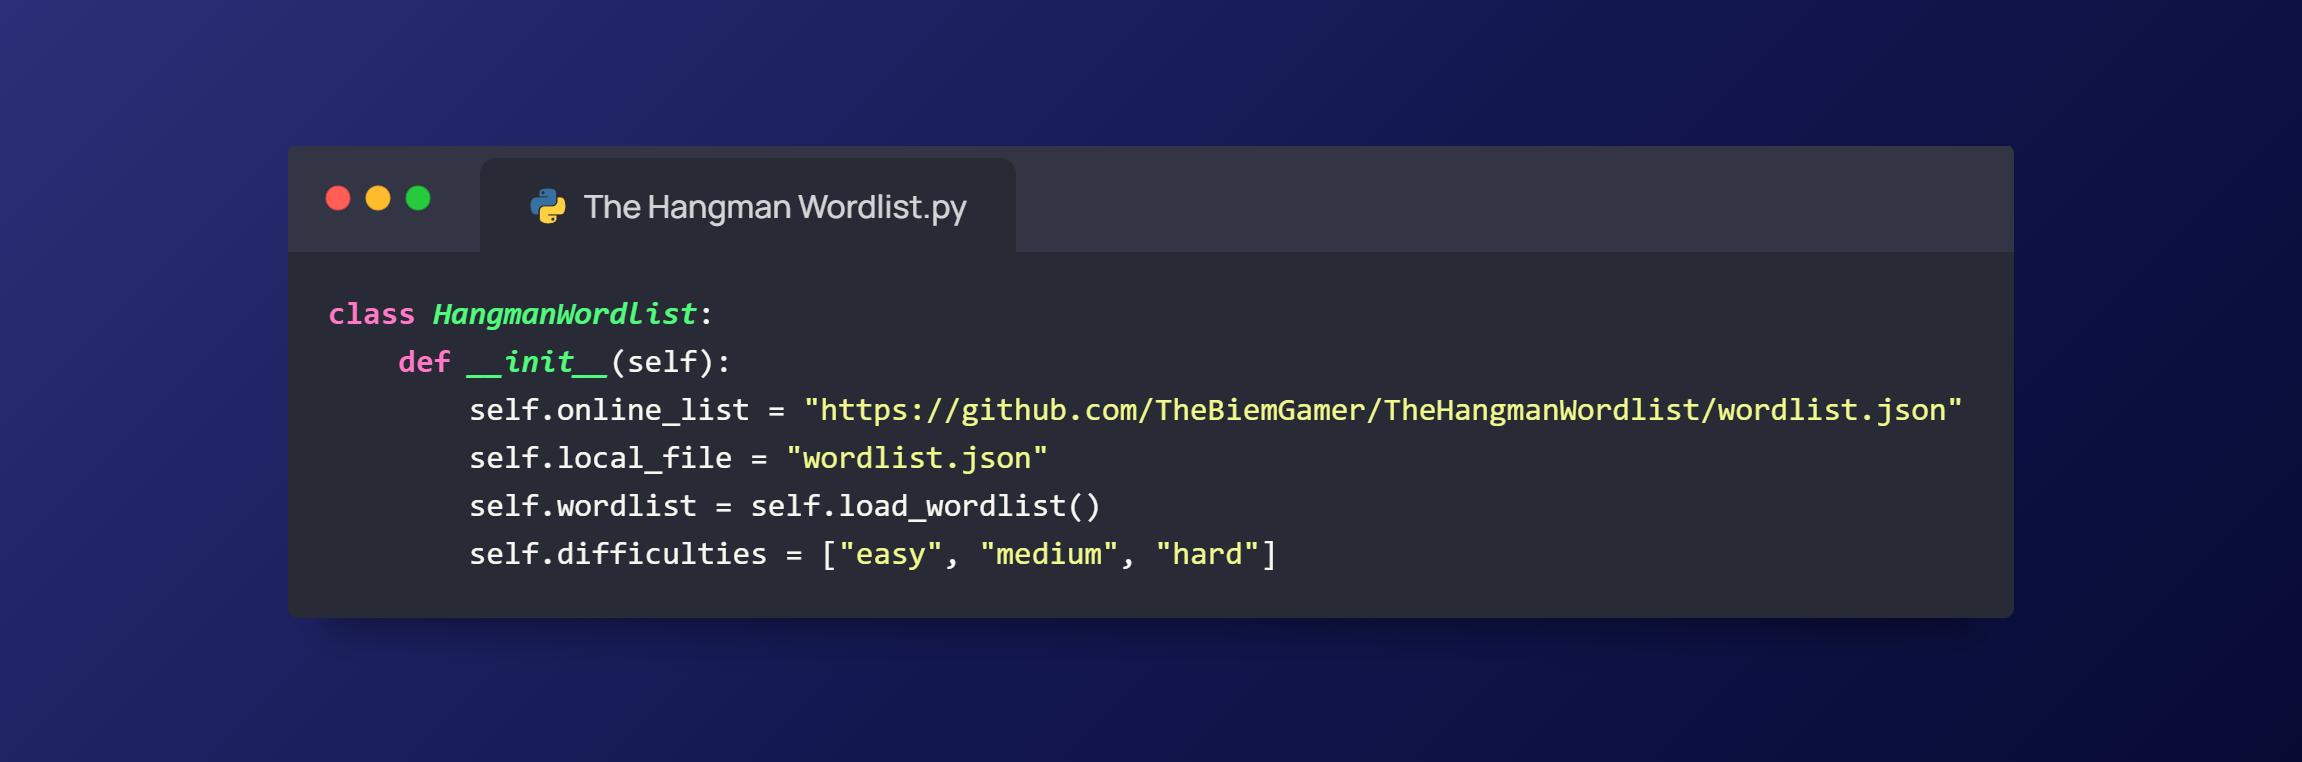 The Hangman Wordlist.py
class HangmanWordlist:
    def __init__(self):
        self.online_list = "https://github.com/TheBiemGamer/TheHangmanWordlist/wordlist.json"
        self.local_file = "wordlist.json"
        self.wordlist = self.load_wordlist()
        self.difficulties = ["easy", "medium", "hard"]